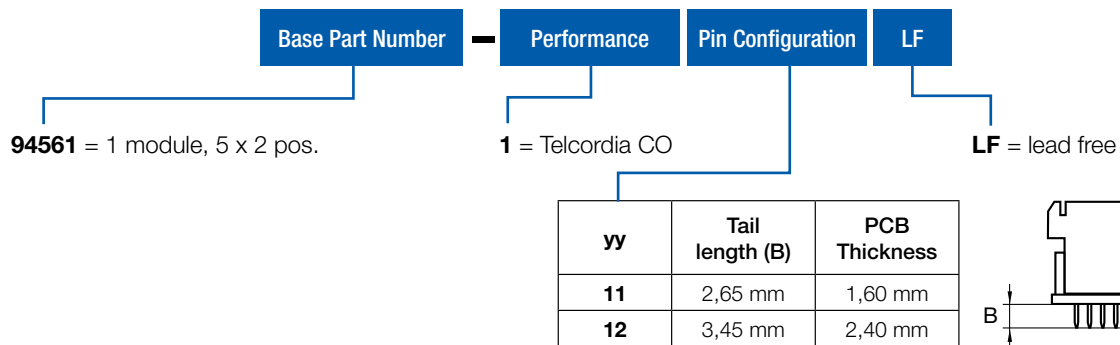 Base Part Number - Performance Pin Configuration LF
94561 = 1 module, 5 x 2 pos.
1 = Telcordia CO
LF = lead free
yy Tail length (B) PCB Thickness
11 2,65 mm 1,60 mm
12 3,45 mm 2,40 mm
B